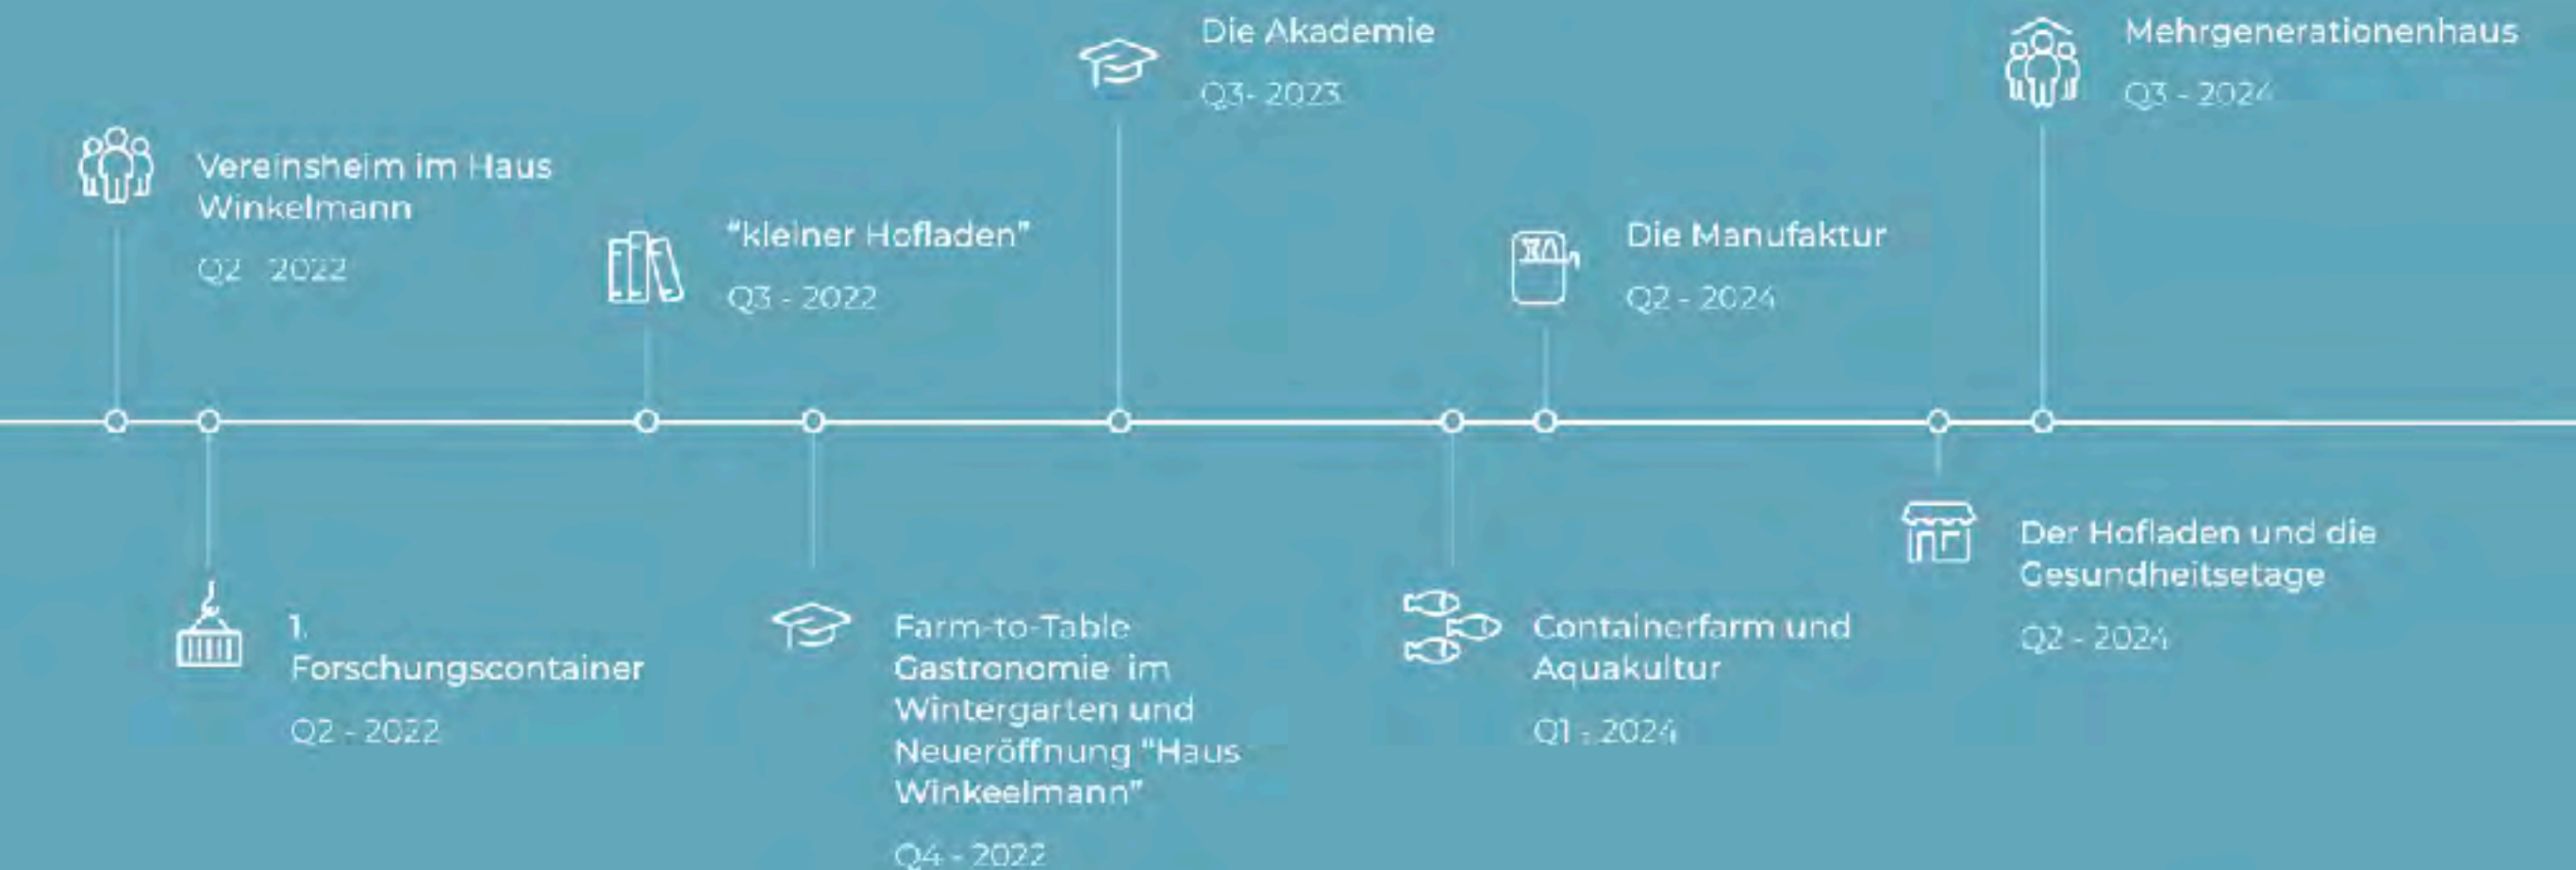 Vereinsheim im Haus
Winkelmann
Q2 2022
1.
Forschungscontainer
Q2 - 2022
“kleiner Hofladen”
Q3 - 2022
Farm-to-Table
Gastronomie im
Wintergarten und
Neueröffnung “Haus
Winkeelmann”
Q4 - 2022
Die Akademie
Q3- 2023
Containerfarm und
Aquakultur
Q1 - 2024
Die Manufaktur
Q2 - 2024
Der Hofladen und die
Gesundheitsetage
Q2 - 2024
Mehrgenerationenhaus
Q3 - 2024